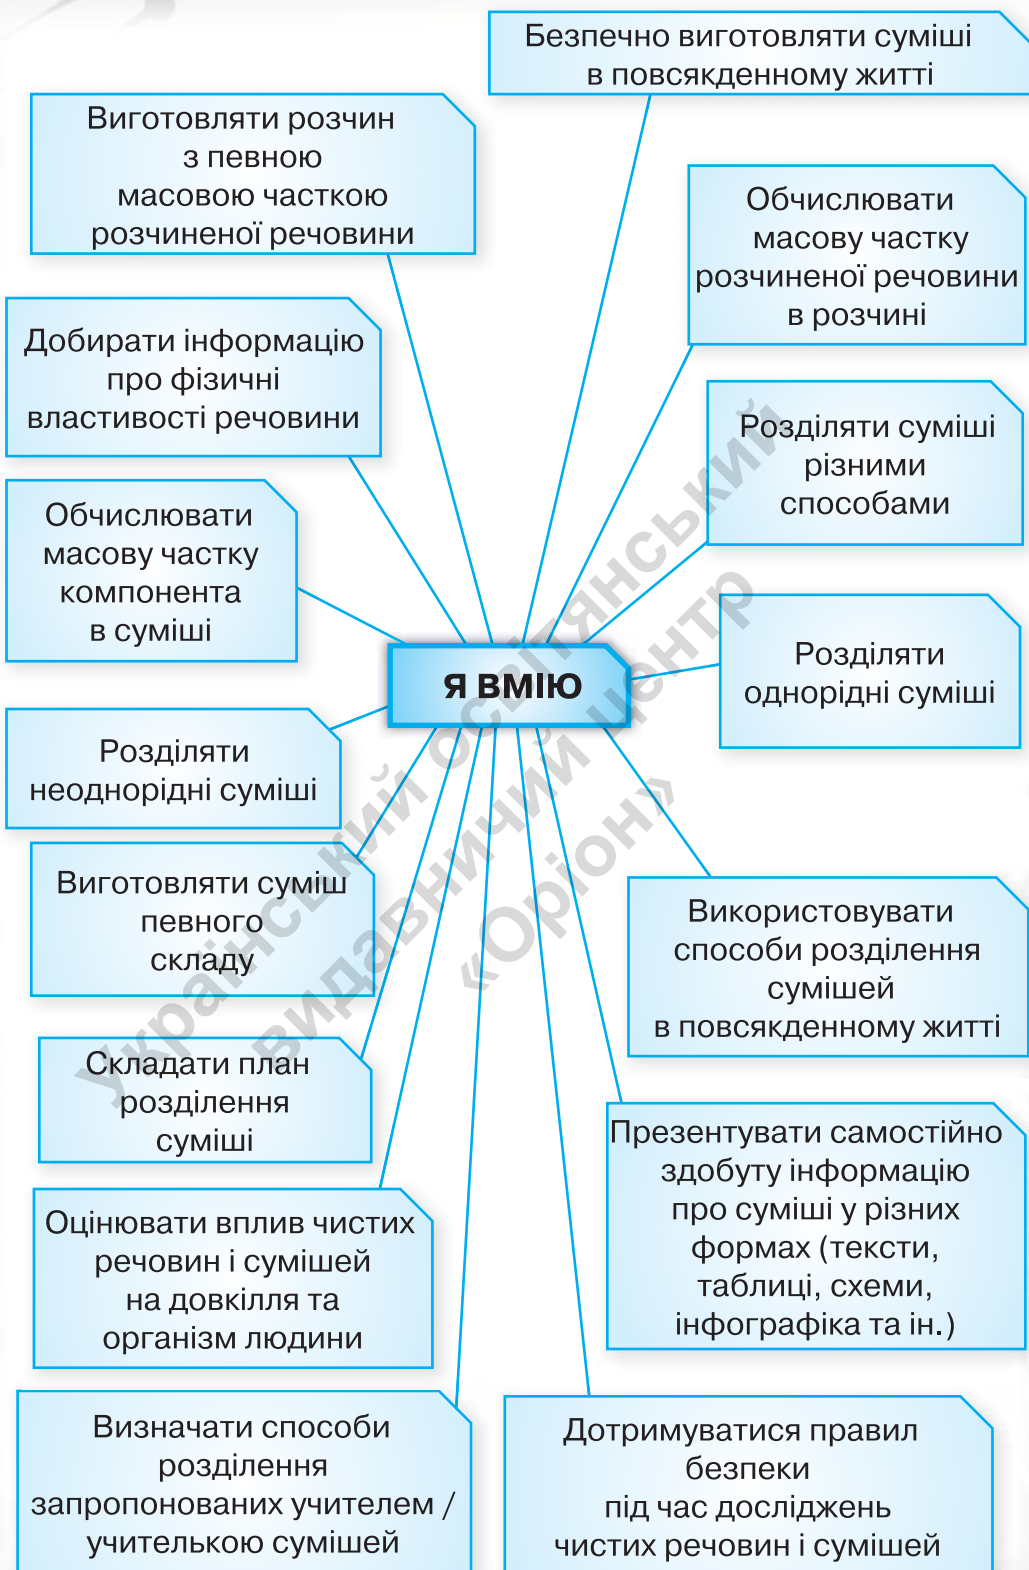 Безпечно виготовляти суміші
в повсякденному житті
Виготовляти розчин
з певною
масовою часткою
розчиненої речовини
Обчислювати
масову частку
розчиненої речовини
в розчині
Добирати інформацію
про фізичні
властивості речовини
Розділяти суміші
різними
способами
Обчислювати
масову частку
компонента
в суміші
Розділяти
однорідні суміші
Я ВМІЮ
Розділяти
неоднорідні суміші
Виготовляти суміш
певного
складу
Використовувати
способи розділення
сумішей
в повсякденному житті
Складати план
розділення
суміші
Презентувати самостійно
здобуту інформацію
про суміші у різних
формах (тексти,
таблиці, схеми,
інфографіка та ін.)
Оцінювати вплив чистих
речовин і сумішей
на довкілля та
організм людини
Визначати способи
розділення
запропонованих учителем /
учителькою сумішей
Дотримуватися правил
безпеки
під час досліджень
чистих речовин і сумішей
Український освітянський
видавничий центр
«Оріон»